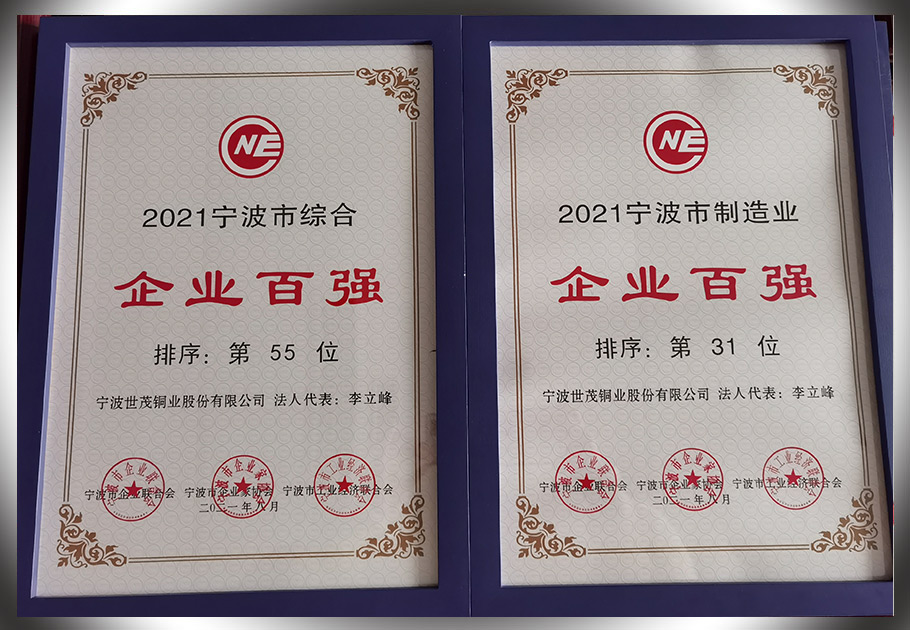 NE
2021宁波市综合
企业百强
排序：第 55 位
宁波世茂铜业股份有限公司 法人代表：李立峰
宁波市企业联合会 宁波市企业家协会 宁波市工业经济联合会
二〇二一年八月
NE
2021宁波市制造业
企业百强
排序：第 31 位
宁波世茂铜业股份有限公司 法人代表：李立峰
宁波市企业联合会 宁波市企业家协会 宁波市工业经济联合会
二〇二一年八月